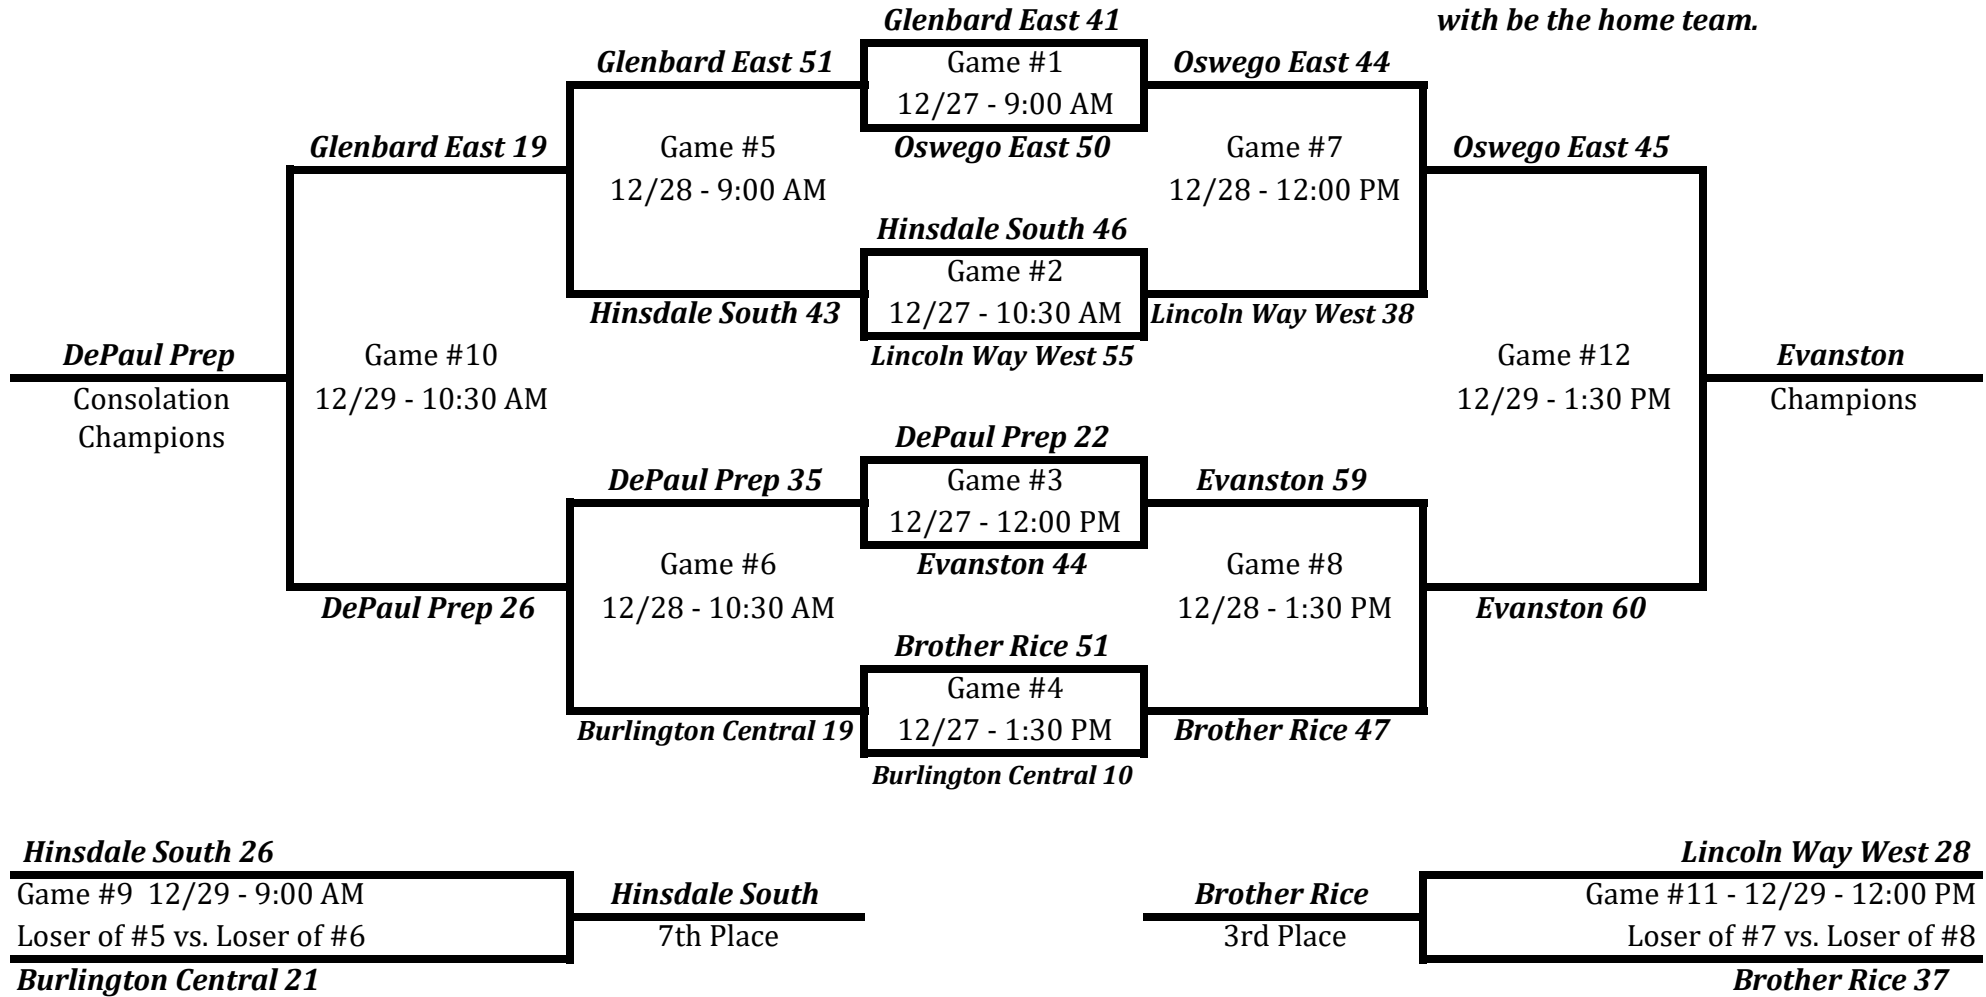 Glenbard East 41
with be the home team.
Glenbard East 51
Game #1
Oswego East 44
12/27 - 9:00 AM
Glenbard East 19
Game #5
Oswego East 50
Game #7
Oswego East 45
12/28 - 9:00 AM
12/28 - 12:00 PM
Hinsdale South 46
Game #2
Hinsdale South 43
12/27 - 10:30 AM
Lincoln Way West 38
DePaul Prep
Game #10
Lincoln Way West 55
Game #12
Evanston
Consolation
12/29 - 10:30 AM
12/29 - 1:30 PM
Champions
Champions
DePaul Prep 22
DePaul Prep 35
Game #3
Evanston 59
12/27 - 12:00 PM
Game #6
Evanston 44
Game #8
DePaul Prep 26
12/28 - 10:30 AM
12/28 - 1:30 PM
Evanston 60
Brother Rice 51
Game #4
Burlington Central 19
12/27 - 1:30 PM
Brother Rice 47
Burlington Central 10
Hinsdale South 26
Lincoln Way West 28
Game #9 12/29 - 9:00 AM
Hinsdale South
Brother Rice
Game #11 - 12/29 - 12:00 PM
Loser of #5 vs. Loser of #6
7th Place
3rd Place
Loser of #7 vs. Loser of #8
Burlington Central 21
Brother Rice 37